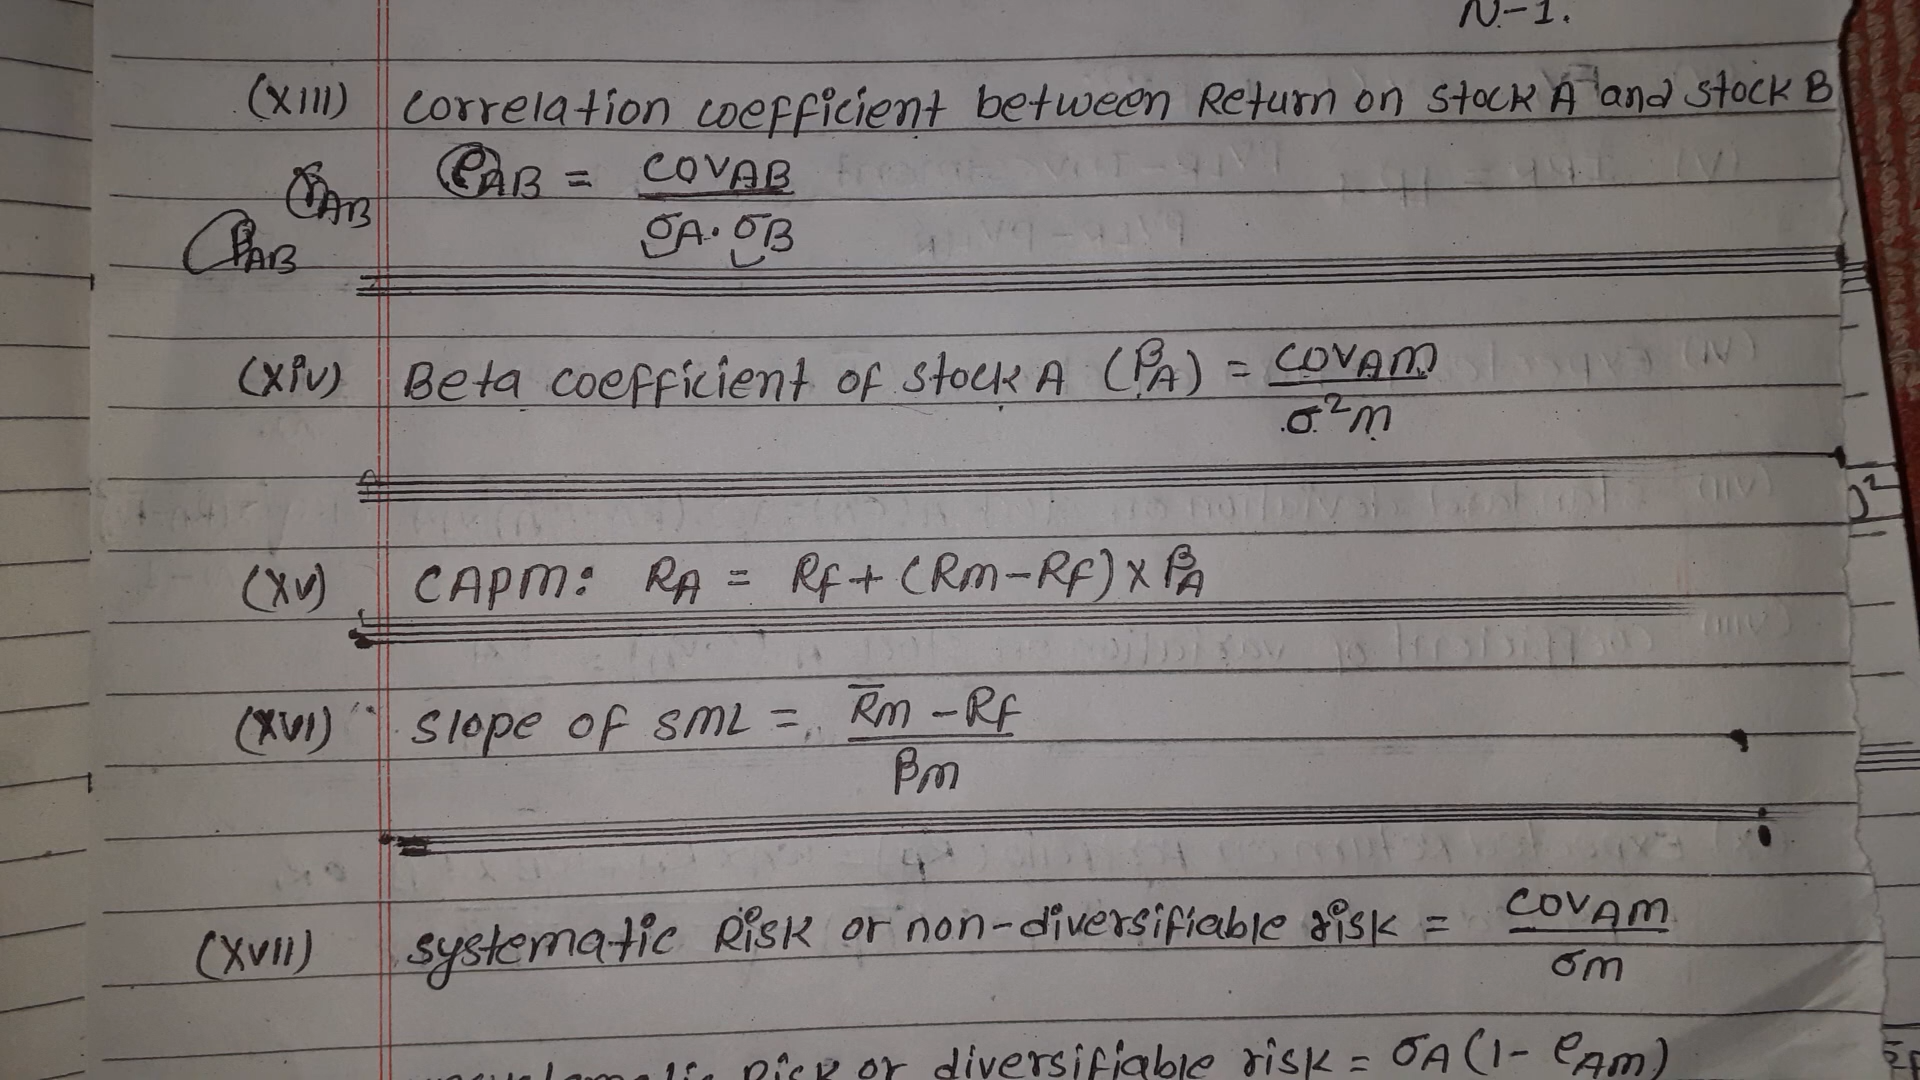 N-1.
(XIII) Correlation coefficient between Return on stock A and stock B
ρAB = COVAB / σA. σB
ρAB
(xiv) Beta coefficient of stock A (βA) = COVAM / σ²m
(XV) CAPM: RA = Rf + (Rm-Rf) x βA
(XVI) Slope of SML = R̅m - Rf / βm
(XVII) systematic Risk or non-diversifiable risk = COVAM / σm
Risk or diversifiable risk = σA (1- ρAm)